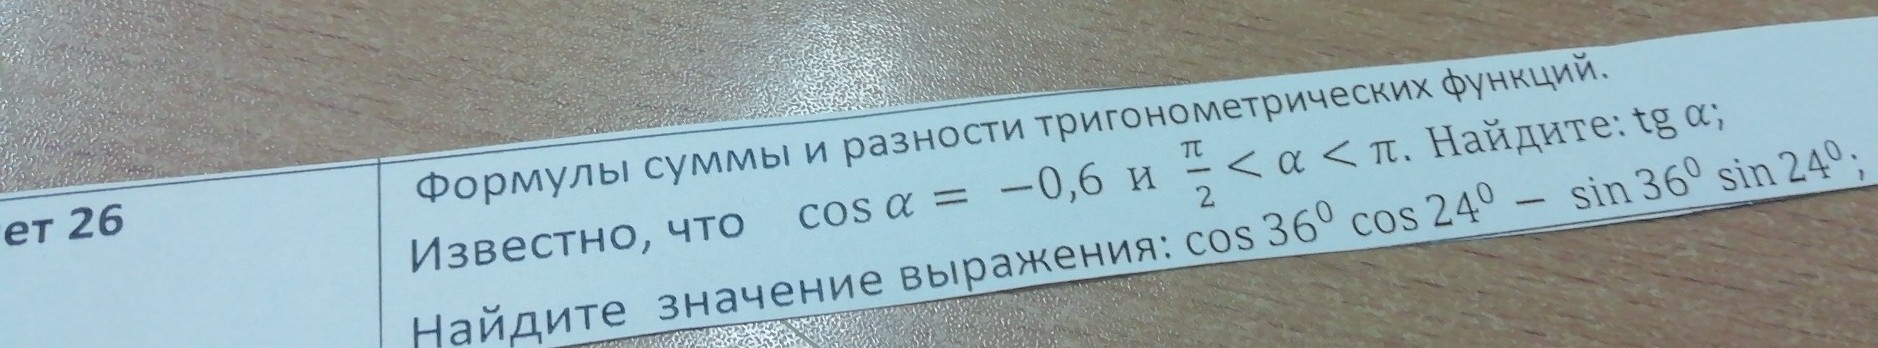 ет 26
Формулы суммы и разности тригонометрических функций.
Известно, что cos α = −0,6 и π/2 < α < π. Найдите: tg α;
Найдите значение выражения: cos 36⁰ cos 24⁰ − sin 36⁰ sin 24⁰;